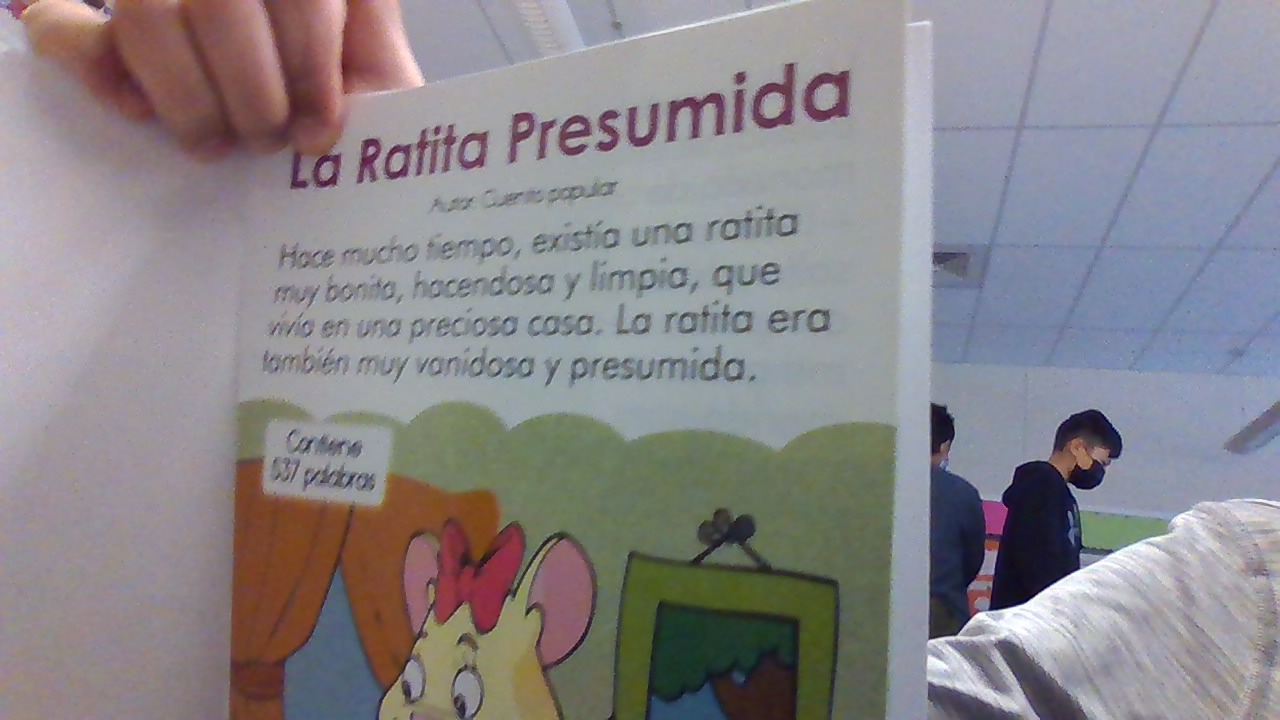 La Ratita Presumida
Autor: Cuento popular
Hace mucho tiempo, existía una ratita
muy bonita, hacendosa y limpia, que
vivía en una preciosa casa. La ratita era
también muy vanidosa y presumida.
Contiene
537 palabras